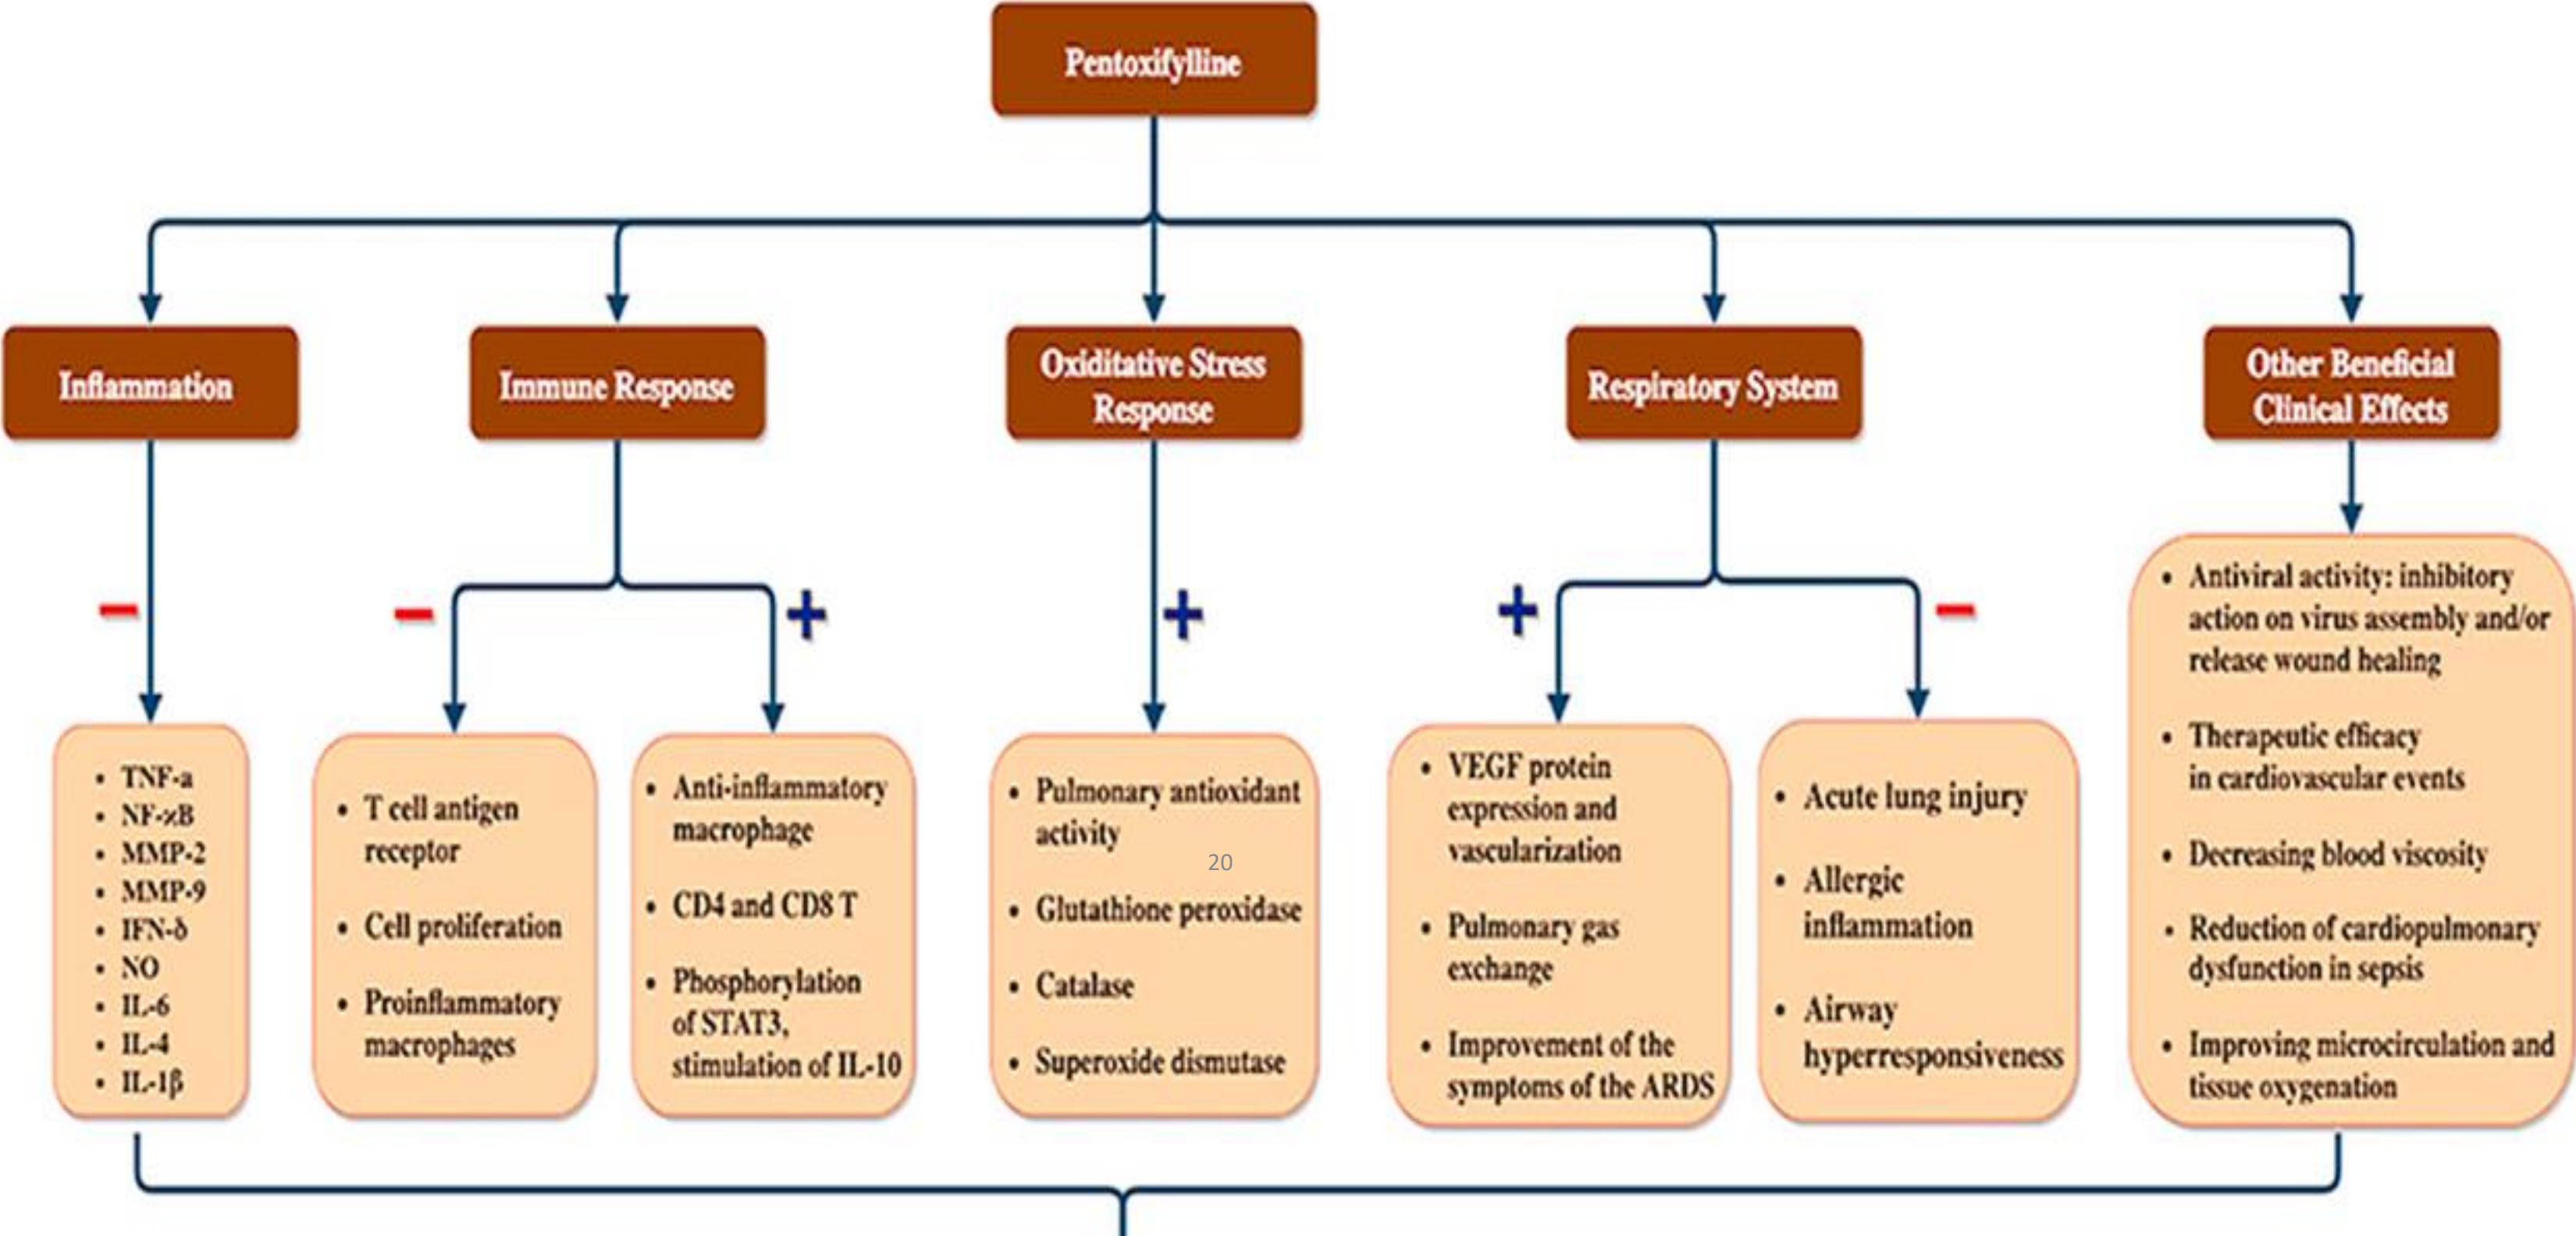 Pentoxifylline
Inflammation
Immune Response
Oxiditative Stress
Response
Respiratory System
Other Beneficial
Clinical Effects
−
−
+
+
+
−
• TNF-a
• NF-ϰB
• MMP-2
• MMP-9
• IFN-δ
• NO
• IL-6
• IL-4
• IL-1β
• T cell antigen
receptor
• Cell proliferation
• Proinflammatory
macrophages
• Anti-inflammatory
macrophage
• CD4 and CD8 T
• Phosphorylation
of STAT3,
stimulation of IL-10
• Pulmonary antioxidant
activity
20
• Glutathione peroxidase
• Catalase
• Superoxide dismutase
• VEGF protein
expression and
vascularization
• Pulmonary gas
exchange
• Improvement of the
symptoms of the ARDS
• Acute lung injury
• Allergic
inflammation
• Airway
hyperresponsiveness
• Antiviral activity: inhibitory
action on virus assembly and/or
release wound healing
• Therapeutic efficacy
in cardiovascular events
• Decreasing blood viscosity
• Reduction of cardiopulmonary
dysfunction in sepsis
• Improving microcirculation and
tissue oxygenation